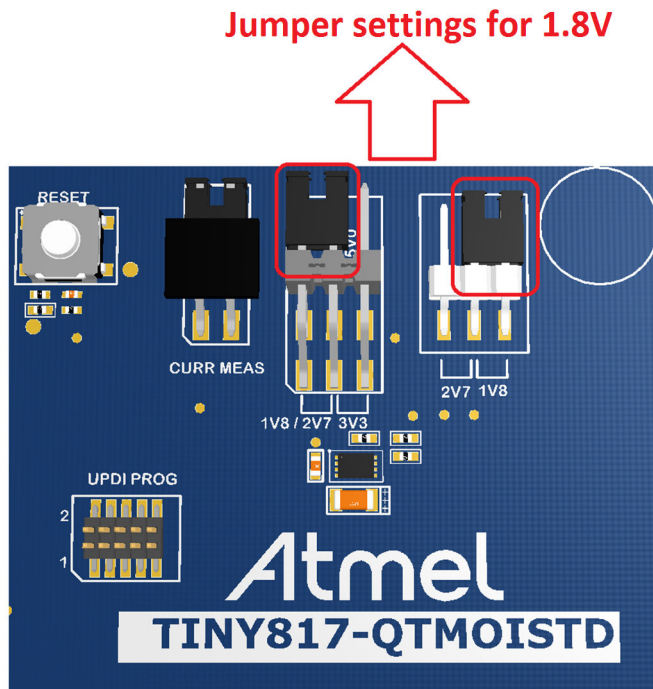 Jumper settings for 1.8V
RESET
5V0
CURR MEAS
2V7 1V8
1V8 / 2V7 3V3
UPDI PROG
2
1
Atmel
TINY817-QTMOISTD